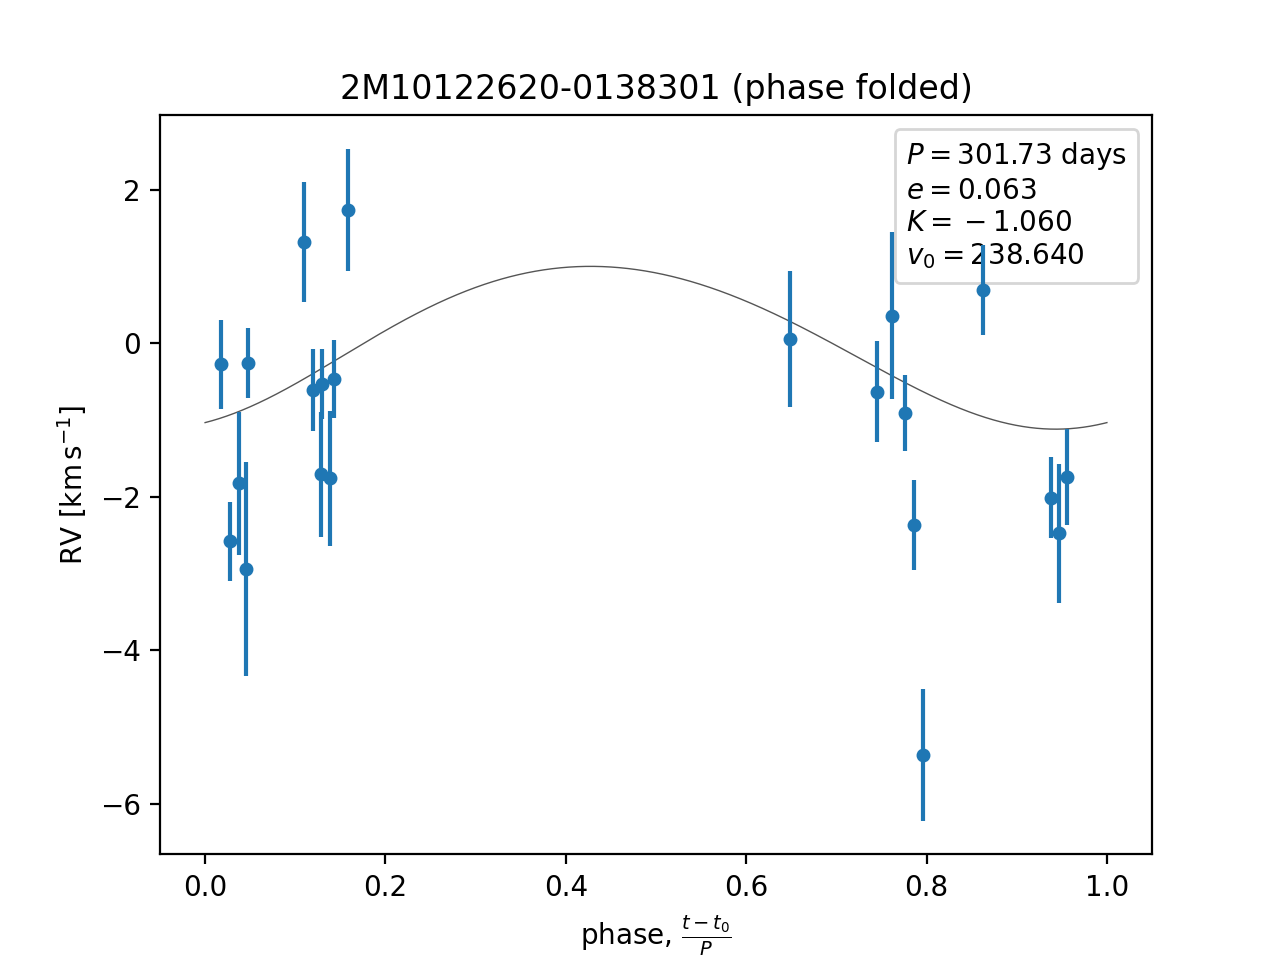 2M10122620-0138301 (phase folded)
P = 301.73 days
e = 0.063
K = −1.060
v₀ = 238.640
RV [km s⁻¹]
2
0
−2
−4
−6
0.0 0.2 0.4 0.6 0.8 1.0
phase, (t − t₀)/P